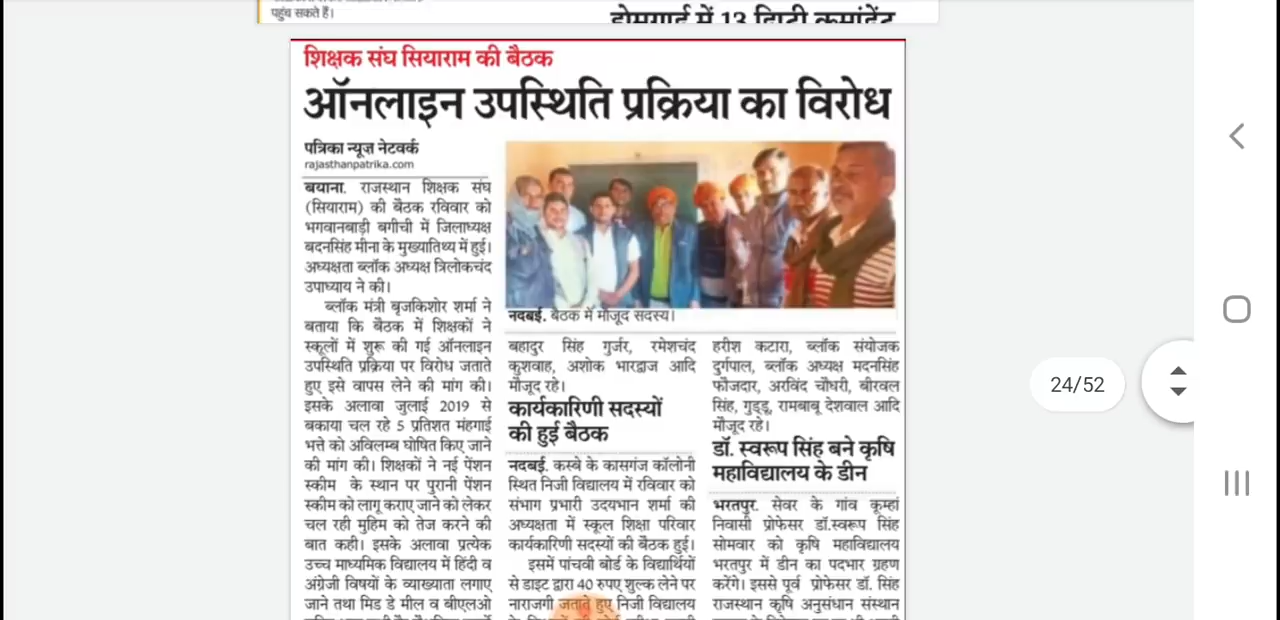 पहुंच सकते हैं।
होमगार्ड में 13 डिप्टी कमांडेंट
शिक्षक संघ सियाराम की बैठक
ऑनलाइन उपस्थिति प्रक्रिया का विरोध
पत्रिका न्यूज नेटवर्क
rajasthanpatrika.com
बयाना. राजस्थान शिक्षक संघ
(सियाराम) की बैठक रविवार को
भगवानबाड़ी बगीची में जिलाध्यक्ष
बदनसिंह मीना के मुख्यातिथ्य में हुई।
अध्यक्षता ब्लॉक अध्यक्ष त्रिलोकचंद
उपाध्याय ने की।
ब्लॉक मंत्री बृजकिशोर शर्मा ने
बताया कि बैठक में शिक्षकों ने
स्कूलों में शुरू की गई ऑनलाइन
उपस्थिति प्रक्रिया पर विरोध जताते
हुए इसे वापस लेने की मांग की।
इसके अलावा जुलाई 2019 से
बकाया चल रहे 5 प्रतिशत मंहगाई
भत्ते को अविलम्ब घोषित किए जाने
की मांग की। शिक्षकों ने नई पेंशन
स्कीम के स्थान पर पुरानी पेंशन
स्कीम को लागू कराए जाने को लेकर
चल रही मुहिम को तेज करने की
बात कही। इसके अलावा प्रत्येक
उच्च माध्यमिक विद्यालय में हिंदी व
अंग्रेजी विषयों के व्याख्याता लगाए
जाने तथा मिड डे मील व बीएलओ
नदबई. बैठक में मौजूद सदस्य।
बहादुर सिंह गुर्जर, रमेशचंद
कुशवाह, अशोक भारद्वाज आदि
मौजूद रहे।
कार्यकारिणी सदस्यों
की हुई बैठक
नदबई. कस्बे के कासगंज कॉलोनी
स्थित निजी विद्यालय में रविवार को
संभाग प्रभारी उदयभान शर्मा की
अध्यक्षता में स्कूल शिक्षा परिवार
कार्यकारिणी सदस्यों की बैठक हुई।
इसमें पांचवी बोर्ड के विद्यार्थियों
से डाइट द्वारा 40 रुपए शुल्क लेने पर
नाराजगी जताते हुए निजी विद्यालय
हरीश कटारा, ब्लॉक संयोजक
दुर्गपाल, ब्लॉक अध्यक्ष मदनसिंह
फौजदार, अरविंद चौधरी, बीरवल
सिंह, गुड्डू, रामबाबू देशवाल आदि
मौजूद रहे।
डॉ. स्वरूप सिंह बने कृषि
महाविद्यालय के डीन
भरतपुर. सेवर के गांव कूम्हां
निवासी प्रोफेसर डॉ.स्वरूप सिंह
सोमवार को कृषि महाविद्यालय
भरतपुर में डीन का पदभार ग्रहण
करेंगे। इससे पूर्व प्रोफेसर डॉ. सिंह
राजस्थान कृषि अनुसंधान संस्थान
24/52